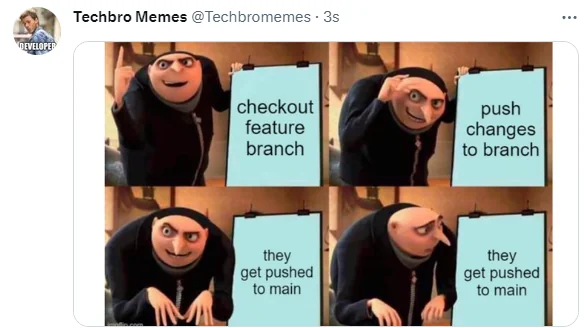 Techbro Memes @Techbromemes · 3s
DEVELOPER
checkout
feature
branch
push
changes
to branch
they
get pushed
to main
they
get pushed
to main
imgflip.com